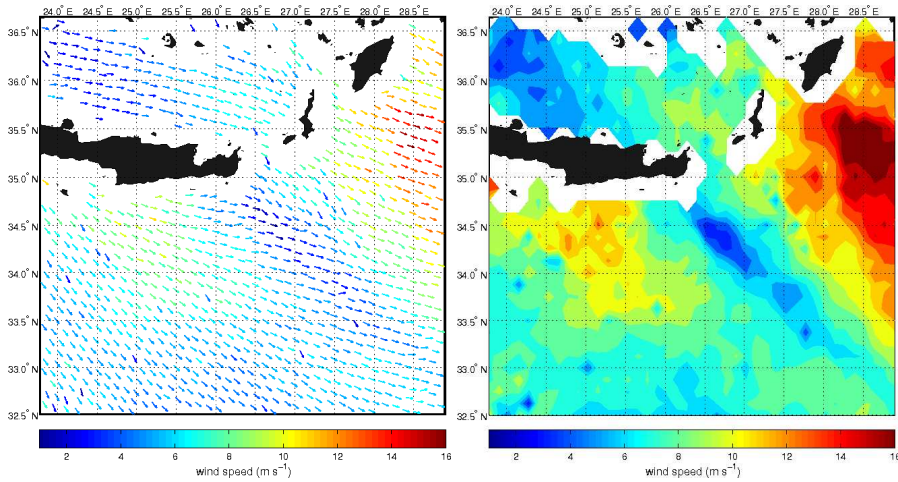 24.0° E 24.5° E 25.0° E 25.5° E 26.0° E 26.5° E 27.0° E 27.5° E 28.0° E 28.5° E
36.5° N
36.0° N
35.5° N
35.0° N
34.5° N
34.0° N
33.5° N
33.0° N
32.5° N
2 4 6 8 10 12 14 16
wind speed (m s⁻¹)
24.0° E 24.5° E 25.0° E 25.5° E 26.0° E 26.5° E 27.0° E 27.5° E 28.0° E 28.5° E
36.5° N
36.0° N
35.5° N
35.0° N
34.5° N
34.0° N
33.5° N
33.0° N
32.5° N
2 4 6 8 10 12 14 16
wind speed (m s⁻¹)